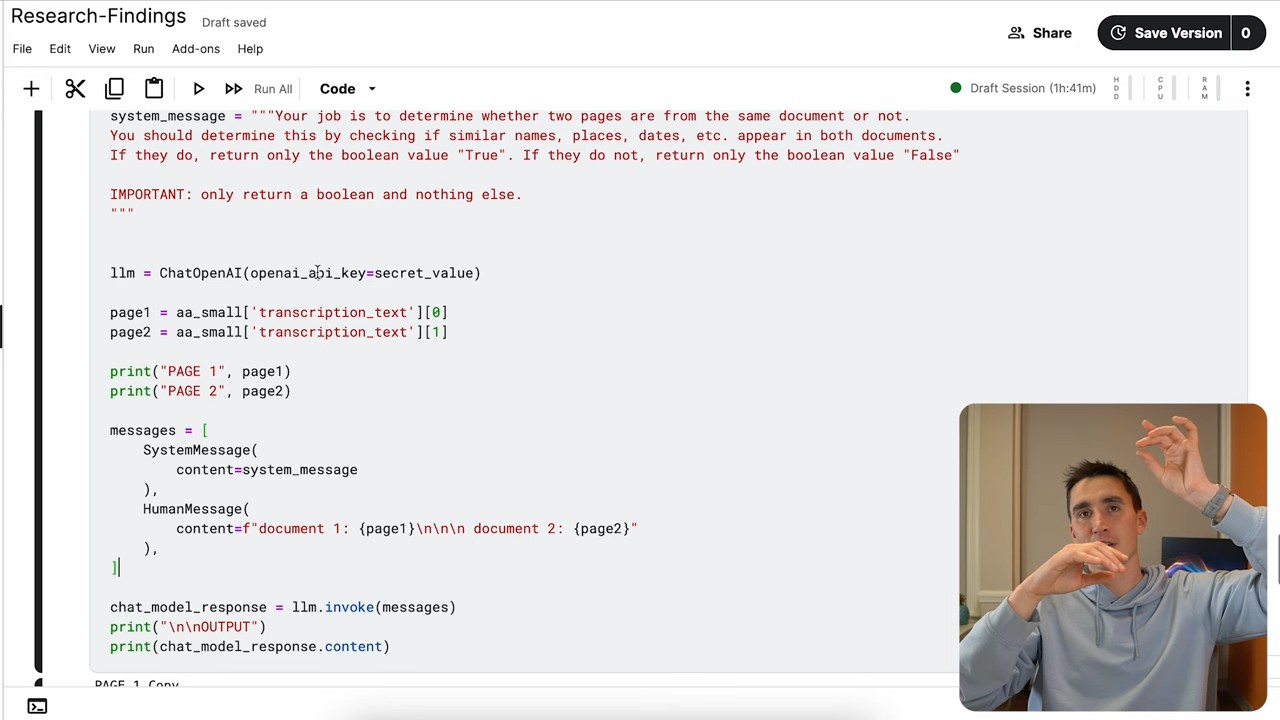 Research-Findings Draft saved
Share
Save Version 0
File Edit View Run Add-ons Help
Run All Code
Draft Session (1h:41m)
HDD
CPU
RAM
system_message = """Your job is to determine whether two pages are from the same document or not.
You should determine this by checking if similar names, places, dates, etc. appear in both documents.
If they do, return only the boolean value "True". If they do not, return only the boolean value "False"
IMPORTANT: only return a boolean and nothing else.
"""
llm = ChatOpenAI(openai_api_key=secret_value)
page1 = aa_small['transcription_text'][0]
page2 = aa_small['transcription_text'][1]
print("PAGE 1", page1)
print("PAGE 2", page2)
messages = [
    SystemMessage(
        content=system_message
    ),
    HumanMessage(
        content=f"document 1: {page1}\n\n\n document 2: {page2}"
    ),
]
chat_model_response = llm.invoke(messages)
print("\n\nOUTPUT")
print(chat_model_response.content)
PAGE 1 Copy